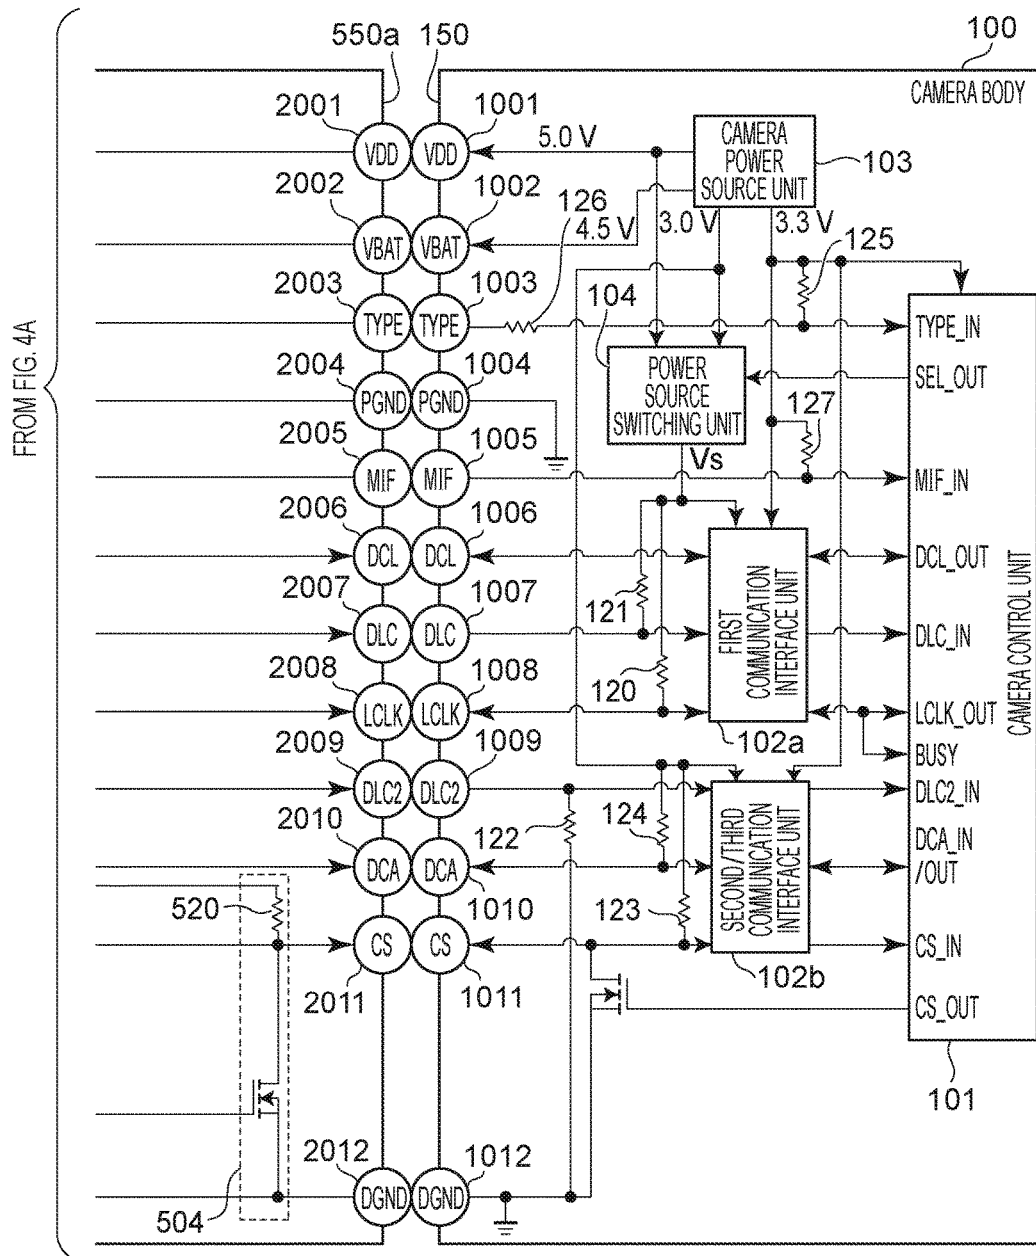 FROM FIG. 4A
550a 150 100
CAMERA BODY
2001 1001
VDD VDD
5.0 V
CAMERA
POWER
SOURCE UNIT
103
2002 1002
VBAT VBAT
4.5 V
126
3.0 V
3.3 V
125
2003 1003
TYPE TYPE
104
TYPE_IN
2004 1004
PGND PGND
POWER
SOURCE
SWITCHING UNIT
SEL_OUT
127
2005 1005
MIF MIF
Vs
MIF_IN
2006 1006
DCL DCL
DCL_OUT
2007 1007
DLC DLC
121
FIRST
COMMUNICATION
INTERFACE UNIT
DLC_IN
CAMERA CONTROL UNIT
2008 1008
LCLK LCLK
120
102a
LCLK_OUT
BUSY
2009 1009
DLC2 DLC2
DLC2_IN
2010
122
124
DCA DCA
1010
SECOND/THIRD
COMMUNICATION
INTERFACE UNIT
DCA_IN
/OUT
520
123
CS CS
2011 1011
102b
CS_IN
CS_OUT
101
2012 1012
DGND DGND
504